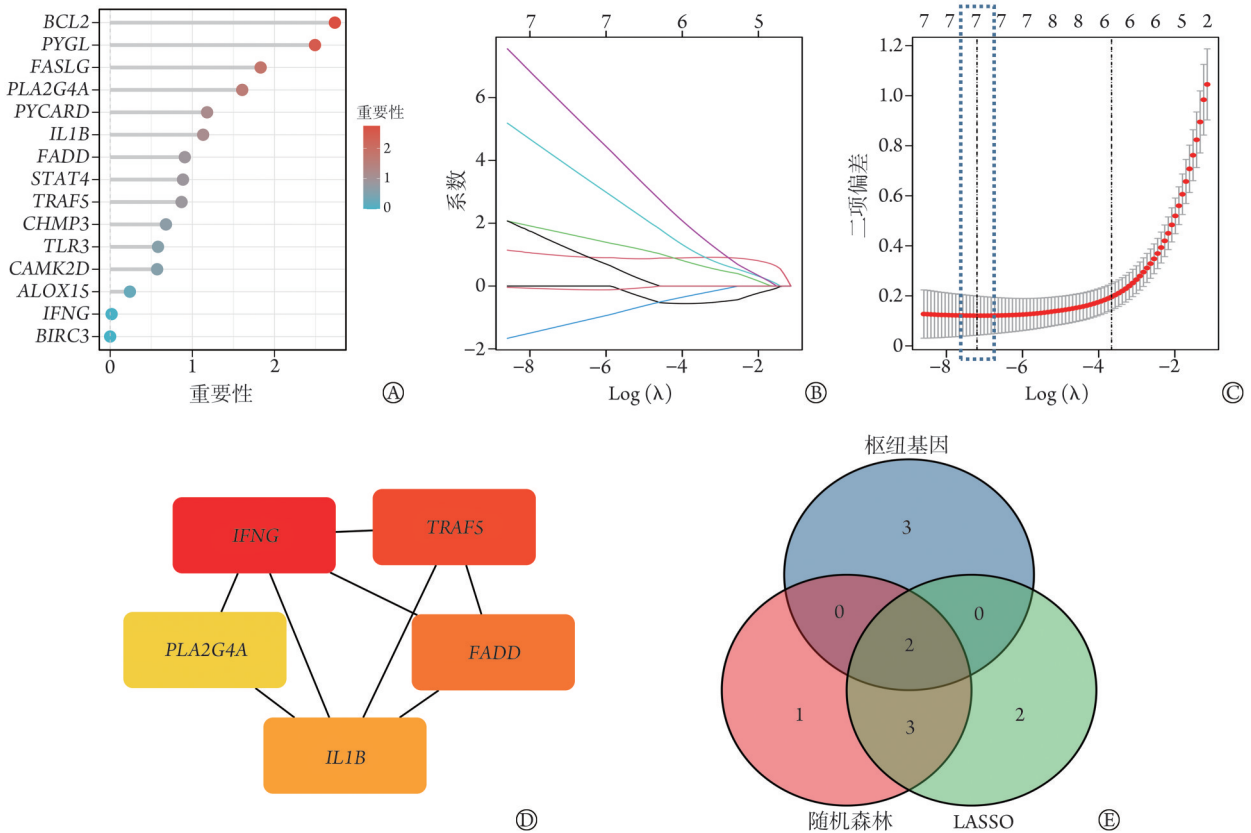 BCL2
PYGL
FASLG
PLA2G4A
PYCARD
IL1B
FADD
STAT4
TRAF5
CHMP3
TLR3
CAMK2D
ALOX15
IFNG
BIRC3
0 1 2
重要性
重要性
2
1
0
Ⓐ
7 7 6 5
6
4
2
0
−2
系数
−8 −6 −4 −2
Log (λ)
Ⓑ
7 7 7 7 7 8 8 6 6 6 5 2
1.2
1.0
0.8
0.6
0.4
0.2
0
二项偏差
−8 −6 −4 −2
Log (λ)
Ⓒ
IFNG
TRAF5
PLA2G4A
FADD
IL1B
Ⓓ
枢纽基因
3
0 0
2
1 3 2
随机森林 LASSO
Ⓔ